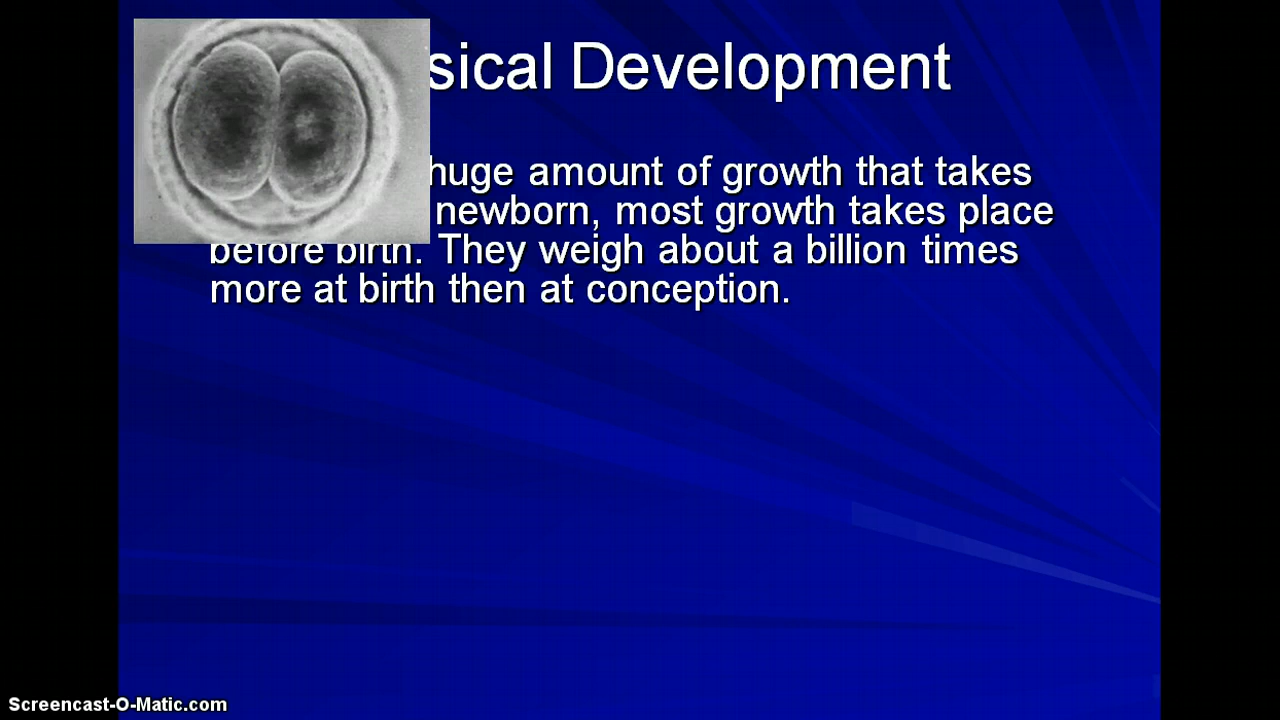 sical Development
huge amount of growth that takes
newborn, most growth takes place
before birth. They weigh about a billion times
more at birth then at conception.
Screencast-O-Matic.com